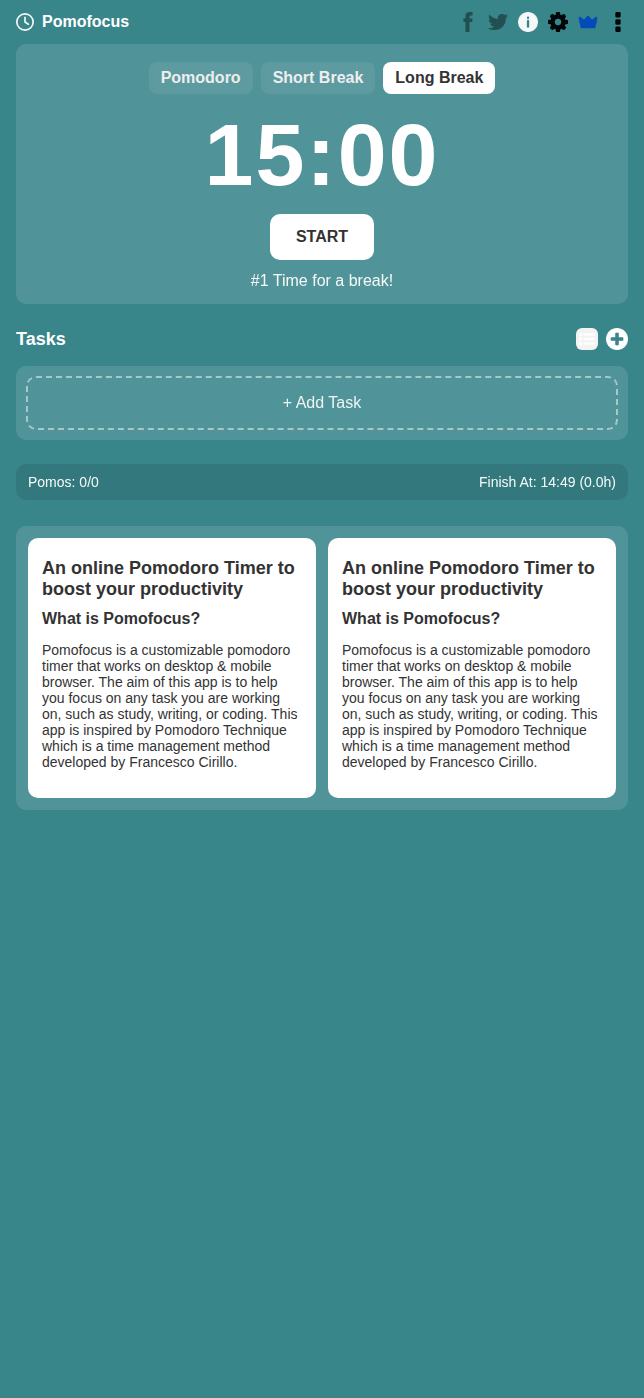 Pomofocus
Pomodoro
Short Break
Long Break
15:00
START
#1 Time for a break!
Tasks
+ Add Task
Pomos: 0/0
Finish At: 14:49 (0.0h)
An online Pomodoro Timer to
boost your productivity
What is Pomofocus?
Pomofocus is a customizable pomodoro
timer that works on desktop & mobile
browser. The aim of this app is to help
you focus on any task you are working
on, such as study, writing, or coding. This
app is inspired by Pomodoro Technique
which is a time management method
developed by Francesco Cirillo.
An online Pomodoro Timer to
boost your productivity
What is Pomofocus?
Pomofocus is a customizable pomodoro
timer that works on desktop & mobile
browser. The aim of this app is to help
you focus on any task you are working
on, such as study, writing, or coding. This
app is inspired by Pomodoro Technique
which is a time management method
developed by Francesco Cirillo.